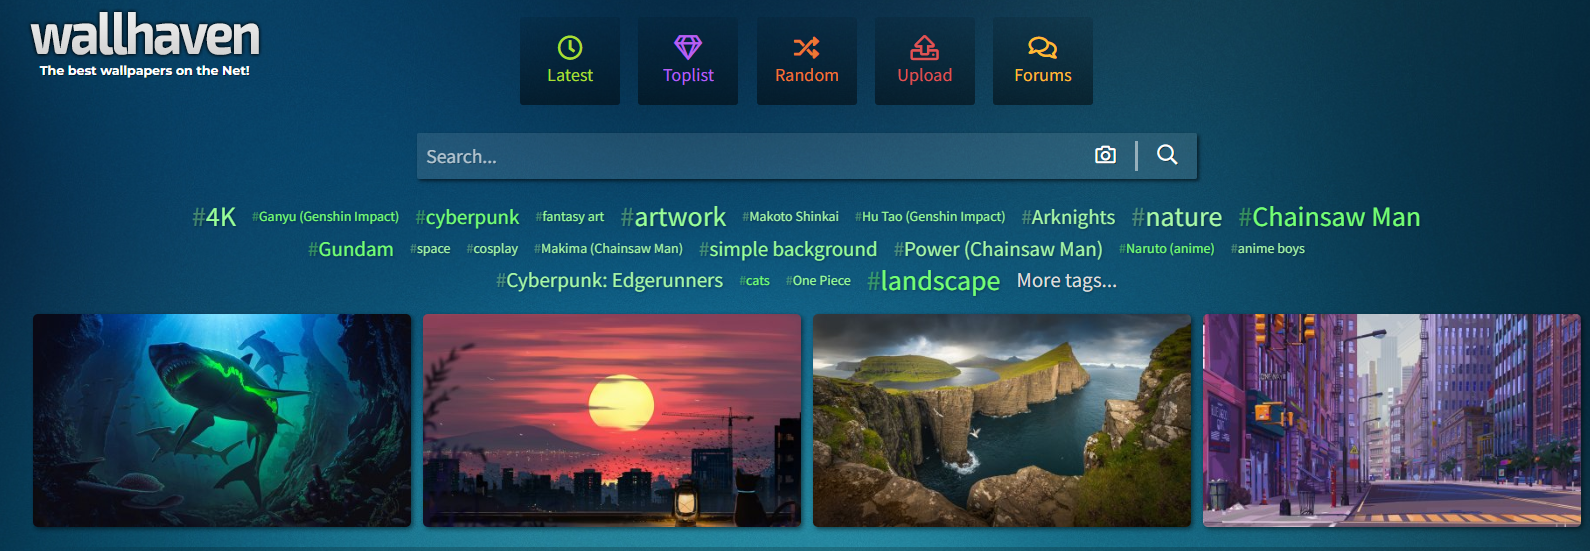 wallhaven
The best wallpapers on the Net!
Latest
Toplist
Random
Upload
Forums
Search...
#4K #Ganyu (Genshin Impact) #cyberpunk #fantasy art #artwork #Makoto Shinkai #Hu Tao (Genshin Impact) #Arknights #nature #Chainsaw Man
#Gundam #space #cosplay #Makima (Chainsaw Man) #simple background #Power (Chainsaw Man) #Naruto (anime) #anime boys
#Cyberpunk: Edgerunners #cats #One Piece #landscape More tags...